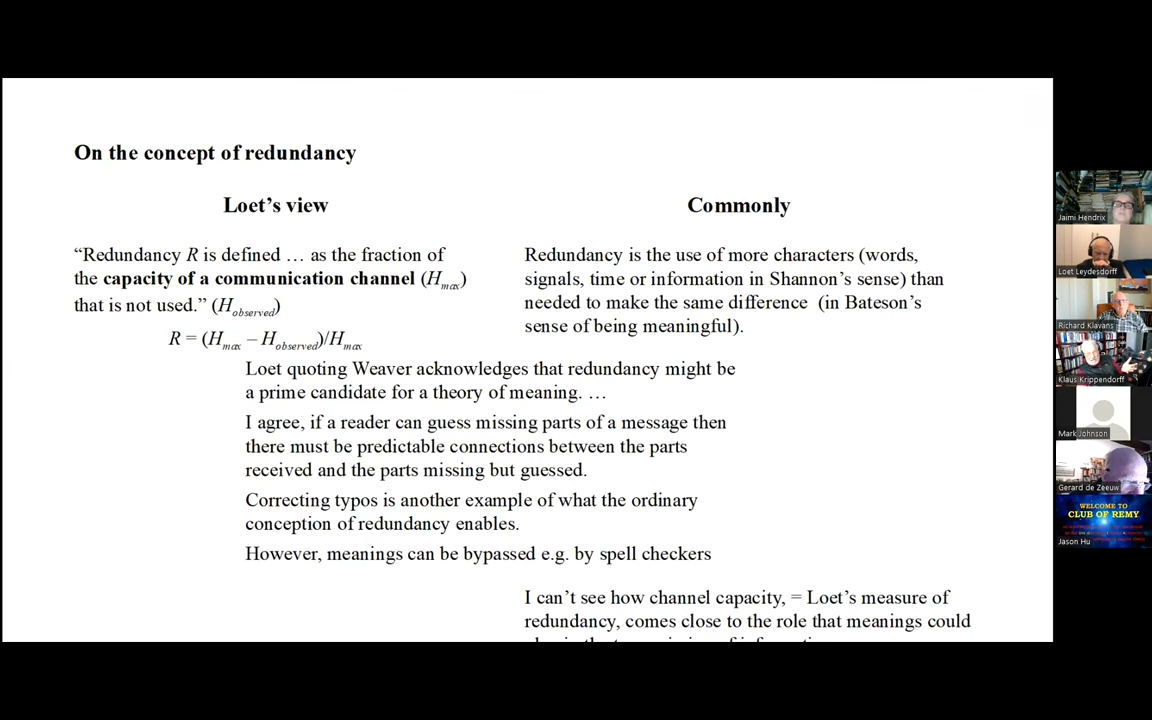 On the concept of redundancy
Loet's view
Commonly
“Redundancy R is defined … as the fraction of
the capacity of a communication channel (Hmax)
that is not used.” (Hobserved)
R = (Hmax – Hobserved)/Hmax
Redundancy is the use of more characters (words,
signals, time or information in Shannon's sense) than
needed to make the same difference (in Bateson's
sense of being meaningful).
Loet quoting Weaver acknowledges that redundancy might be
a prime candidate for a theory of meaning. …
I agree, if a reader can guess missing parts of a message then
there must be predictable connections between the parts
received and the parts missing but guessed.
Correcting typos is another example of what the ordinary
conception of redundancy enables.
However, meanings can be bypassed e.g. by spell checkers
I can't see how channel capacity, = Loet's measure of
redundancy, comes close to the role that meanings could
Jaimi Hendrix
Loet Leydesdorff
Richard Klavans
Klaus Krippendorff
Mark Johnson
Gerard de Zeeuw
WELCOME TO
CLUB OF REMY
Jason Hu